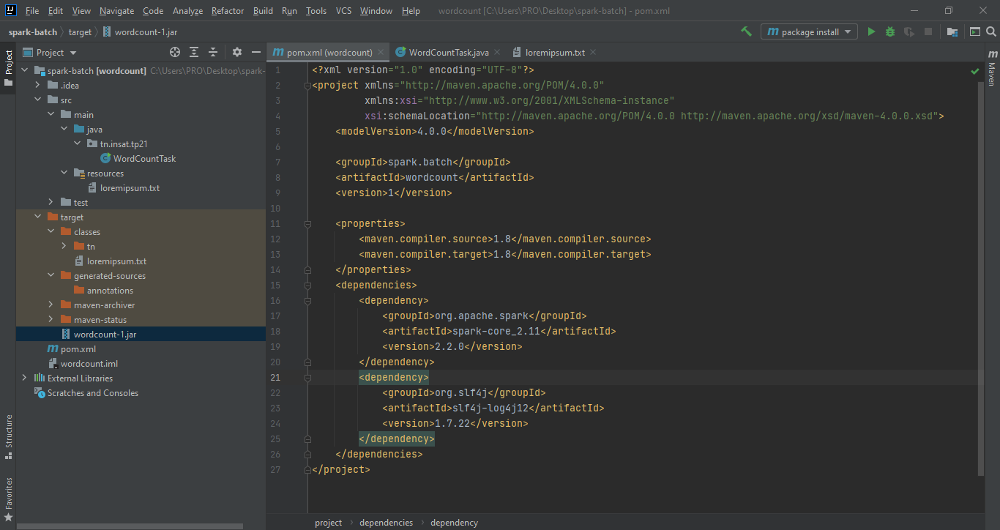 File Edit View Navigate Code Analyze Refactor Build Run Tools VCS Window Help wordcount [C:\Users\PRO\Desktop\spark-batch] - pom.xml
spark-batch target wordcount-1.jar
package install
Project
pom.xml (wordcount) WordCountTask.java loremipsum.txt
Project
Structure
Favorites
spark-batch [wordcount] C:\Users\PRO\Desktop\spark-
.idea
src
main
java
tn.insat.tp21
WordCountTask
resources
loremipsum.txt
test
target
classes
tn
loremipsum.txt
generated-sources
annotations
maven-archiver
maven-status
wordcount-1.jar
pom.xml
wordcount.iml
External Libraries
Scratches and Consoles
1 <?xml version="1.0" encoding="UTF-8"?>
2 <project xmlns="http://maven.apache.org/POM/4.0.0"
3 xmlns:xsi="http://www.w3.org/2001/XMLSchema-instance"
4 xsi:schemaLocation="http://maven.apache.org/POM/4.0.0 http://maven.apache.org/xsd/maven-4.0.0.xsd">
5 <modelVersion>4.0.0</modelVersion>
6
7 <groupId>spark.batch</groupId>
8 <artifactId>wordcount</artifactId>
9 <version>1</version>
10
11 <properties>
12 <maven.compiler.source>1.8</maven.compiler.source>
13 <maven.compiler.target>1.8</maven.compiler.target>
14 </properties>
15 <dependencies>
16 <dependency>
17 <groupId>org.apache.spark</groupId>
18 <artifactId>spark-core_2.11</artifactId>
19 <version>2.2.0</version>
20 </dependency>
21 <dependency>
22 <groupId>org.slf4j</groupId>
23 <artifactId>slf4j-log4j12</artifactId>
24 <version>1.7.22</version>
25 </dependency>
26 </dependencies>
27 </project>
project dependencies dependency
Maven